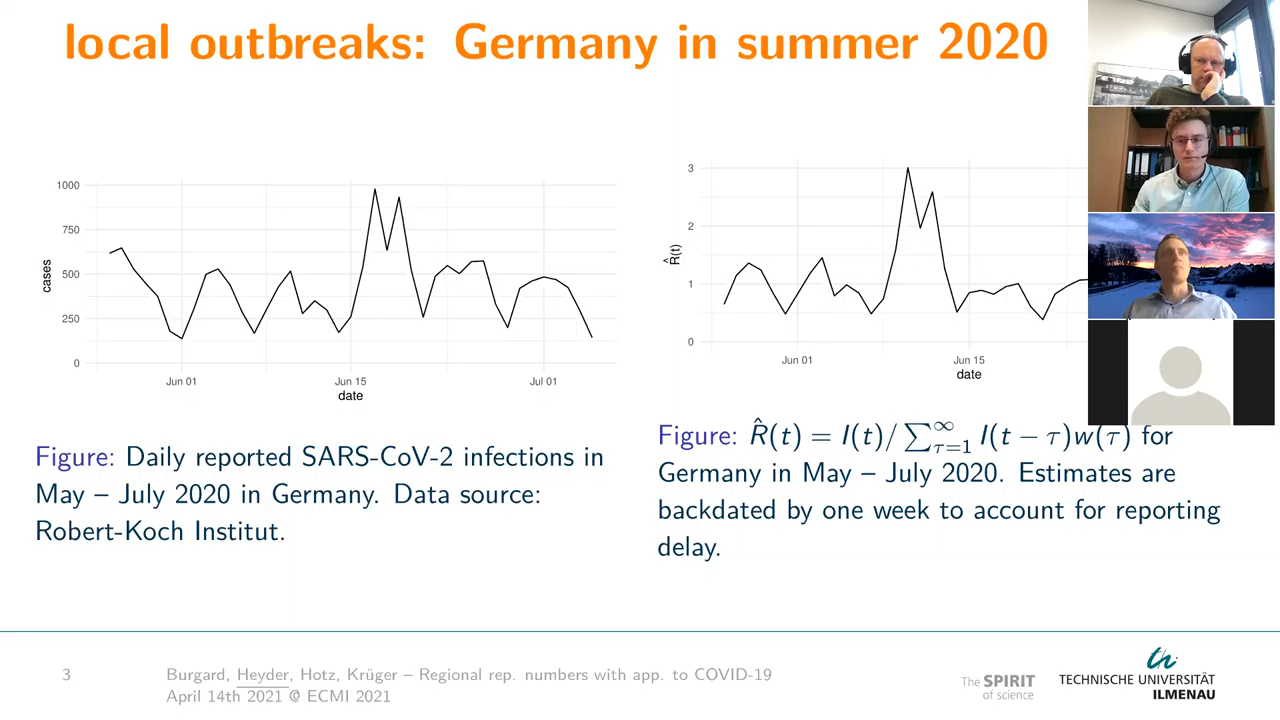 local outbreaks: Germany in summer 2020
1000
750
500
250
0
cases
Jun 01
Jun 15
Jul 01
date
3
2
1
0
R̂(t)
Jun 01
Jun 15
date
Figure: Daily reported SARS-CoV-2 infections in
May – July 2020 in Germany. Data source:
Robert-Koch Institut.
Figure: R̂(t) = I(t)/∑_{τ=1}^{∞} I(t − τ)w(τ) for
Germany in May – July 2020. Estimates are
backdated by one week to account for reporting
delay.
3
Burgard, Heyder, Hotz, Krüger – Regional rep. numbers with app. to COVID-19
April 14th 2021 @ ECMI 2021
The SPIRIT
of science
th
TECHNISCHE UNIVERSITÄT
ILMENAU